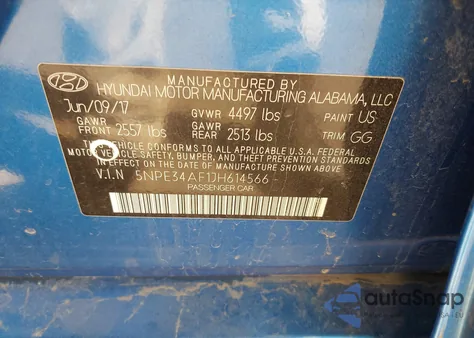 MANUFACTURED BY
HYUNDAI MOTOR MANUFACTURING ALABAMA, LLC
Jun/09/17 GVWR 4497 lbs PAINT US
GAWR FRONT 2557 lbs GAWR REAR 2513 lbs TRIM GG
THIS VEHICLE CONFORMS TO ALL APPLICABLE FEDERAL
MOTOR VEHICLE SAFETY, BUMPER, AND THEFT PREVENTION STANDARDS
IN EFFECT ON THE DATE OF MANUFACTURE SHOWN ABOVE.
V.I.N 5NPE34AF1JH614566
PASSENGER CAR
autoSnap